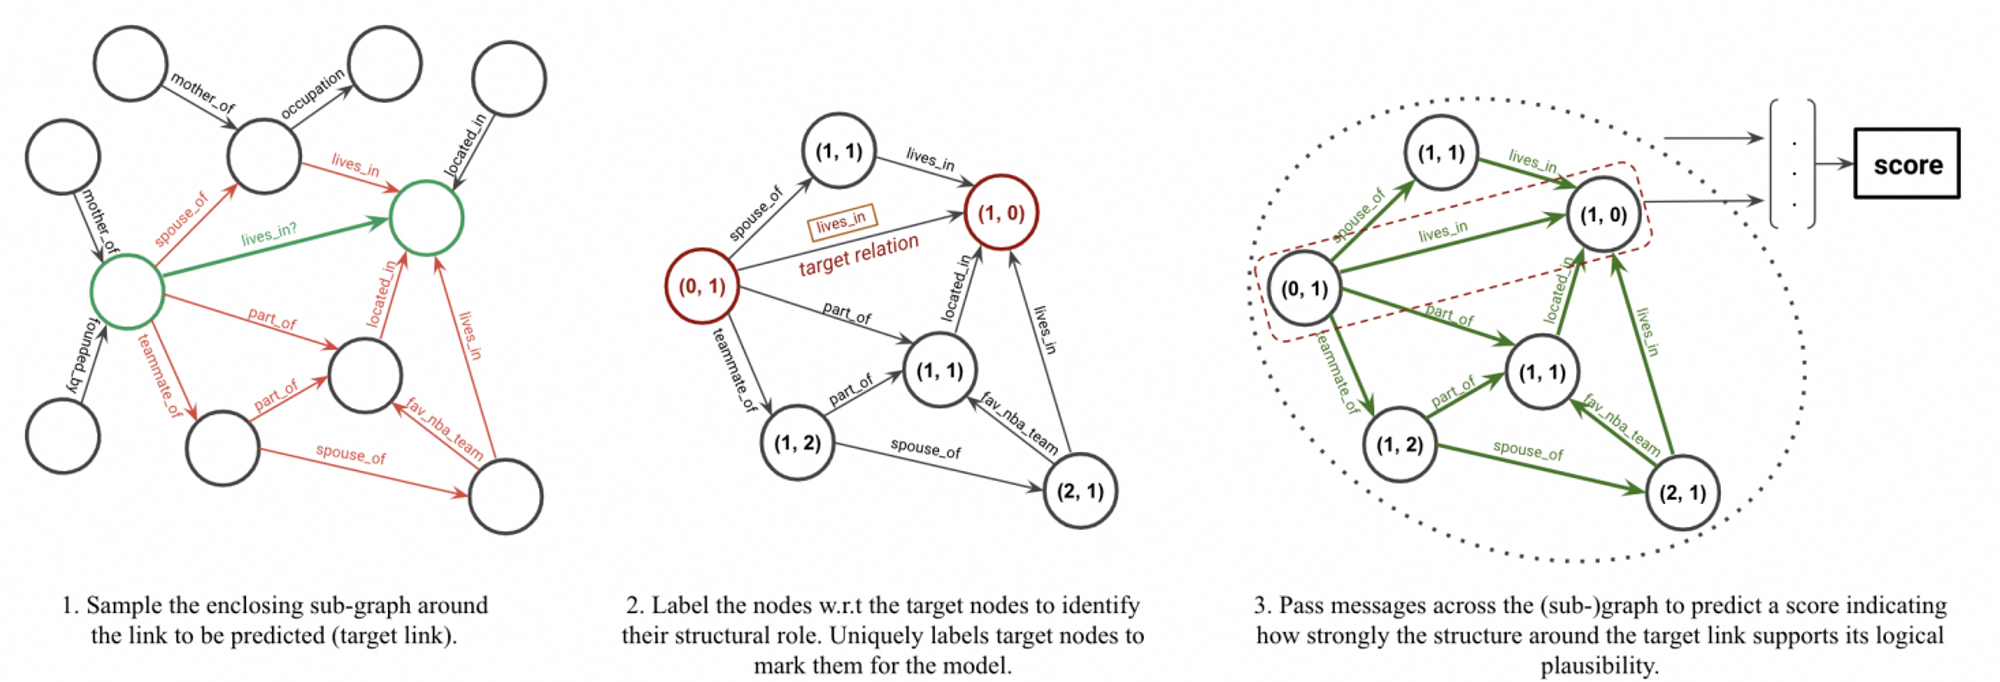 mother_of
occupation
located_in
lives_in
mother_of
spouse_of
lives_in?
founded_by
part_of
located_in
lives_in
teammate_of
part_of
fav_nba_team
spouse_of
1. Sample the enclosing sub-graph around
the link to be predicted (target link).
(1, 1)
lives_in
spouse_of
lives_in
(1, 0)
target relation
(0, 1)
part_of
located_in
lives_in
teammate_of
(1, 1)
part_of
fav_nba_team
(1, 2)
spouse_of
(2, 1)
2. Label the nodes w.r.t the target nodes to identify
their structural role. Uniquely labels target nodes to
mark them for the model.
(1, 1)
lives_in
spouse_of
(1, 0)
lives_in
(0, 1)
part_of
located_in
lives_in
teammate_of
(1, 1)
part_of
fav_nba_team
(1, 2)
spouse_of
(2, 1)
score
3. Pass messages across the (sub-)graph to predict a score indicating
how strongly the structure around the target link supports its logical
plausibility.